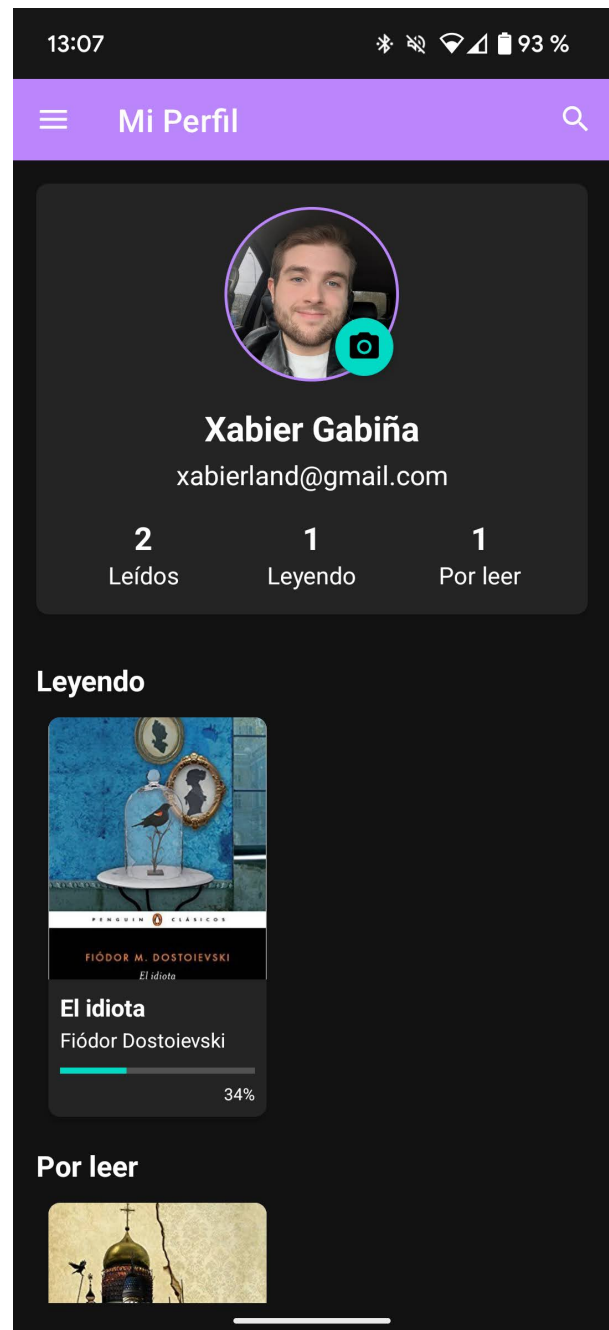 13:07
93 %
Mi Perfil
Xabier Gabiña
xabierland@gmail.com
2 1 1
Leídos Leyendo Por leer
Leyendo
PENGUIN CLÁSICOS
FIÓDOR M. DOSTOIEVSKI
El idiota
El idiota
Fiódor Dostoievski
34%
Por leer